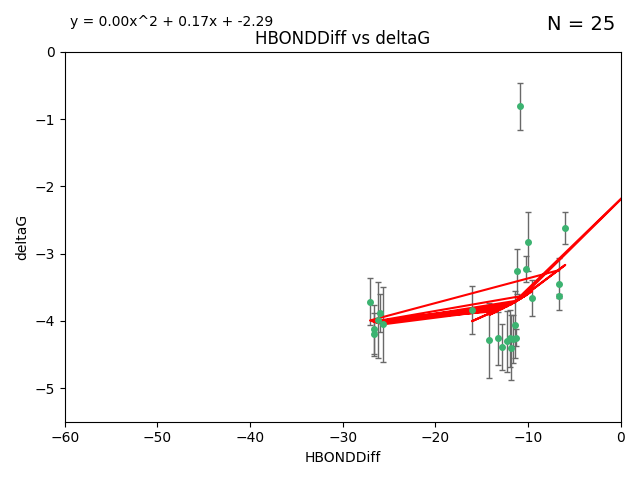 y = 0.00x^2 + 0.17x + -2.29
N = 25
HBONDDiff vs deltaG
0
−1
−2
−3
−4
−5
deltaG
−60 −50 −40 −30 −20 −10 0
HBONDDiff